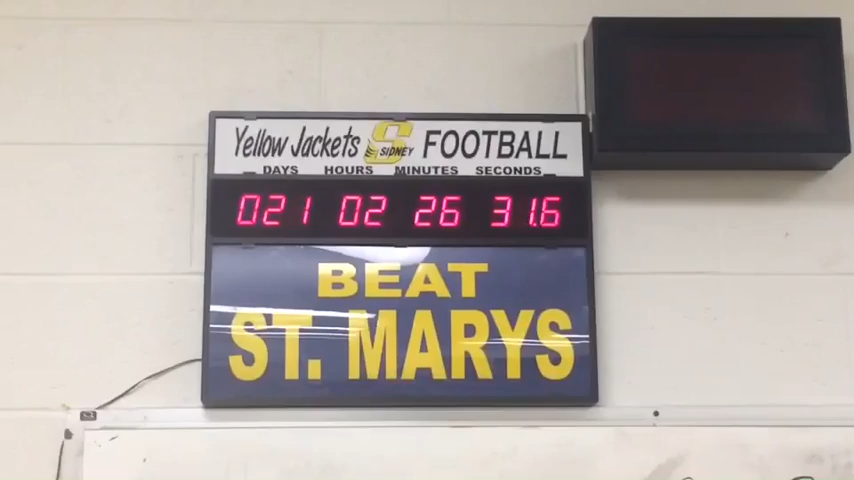 Yellow Jackets S SIDNEY FOOTBALL
DAYS HOURS MINUTES SECONDS
021 02 26 31.6
BEAT
ST. MARYS